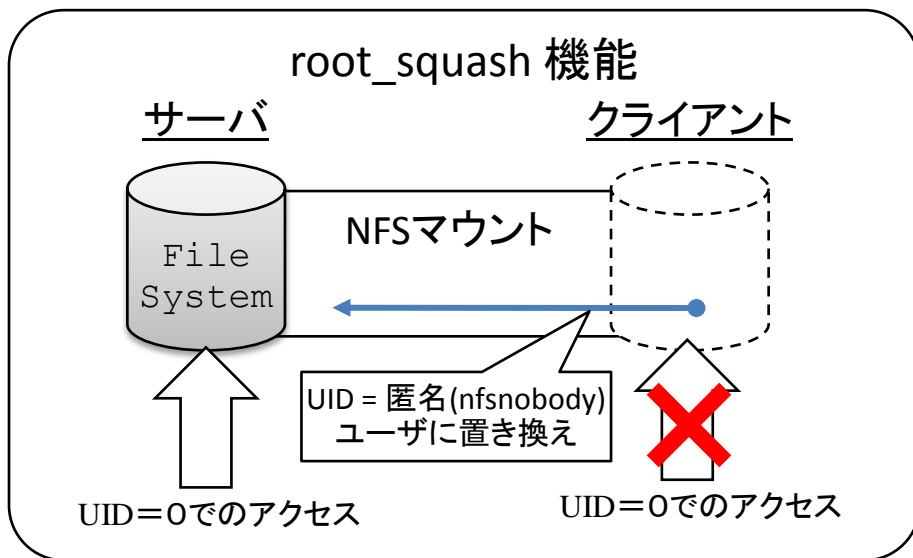 root_squash 機能
サーバ
クライアント
NFSマウント
File
System
UID = 匿名(nfsnobody)
ユーザに置き換え
UID＝0でのアクセス
UID＝0でのアクセス